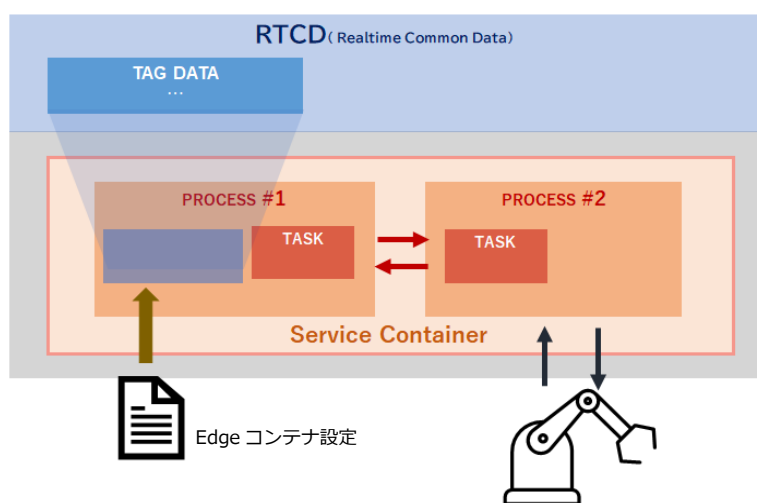 RTCD( Realtime Common Data)
TAG DATA
...
PROCESS #1
PROCESS #2
TASK
TASK
Service Container
Edge コンテナ設定